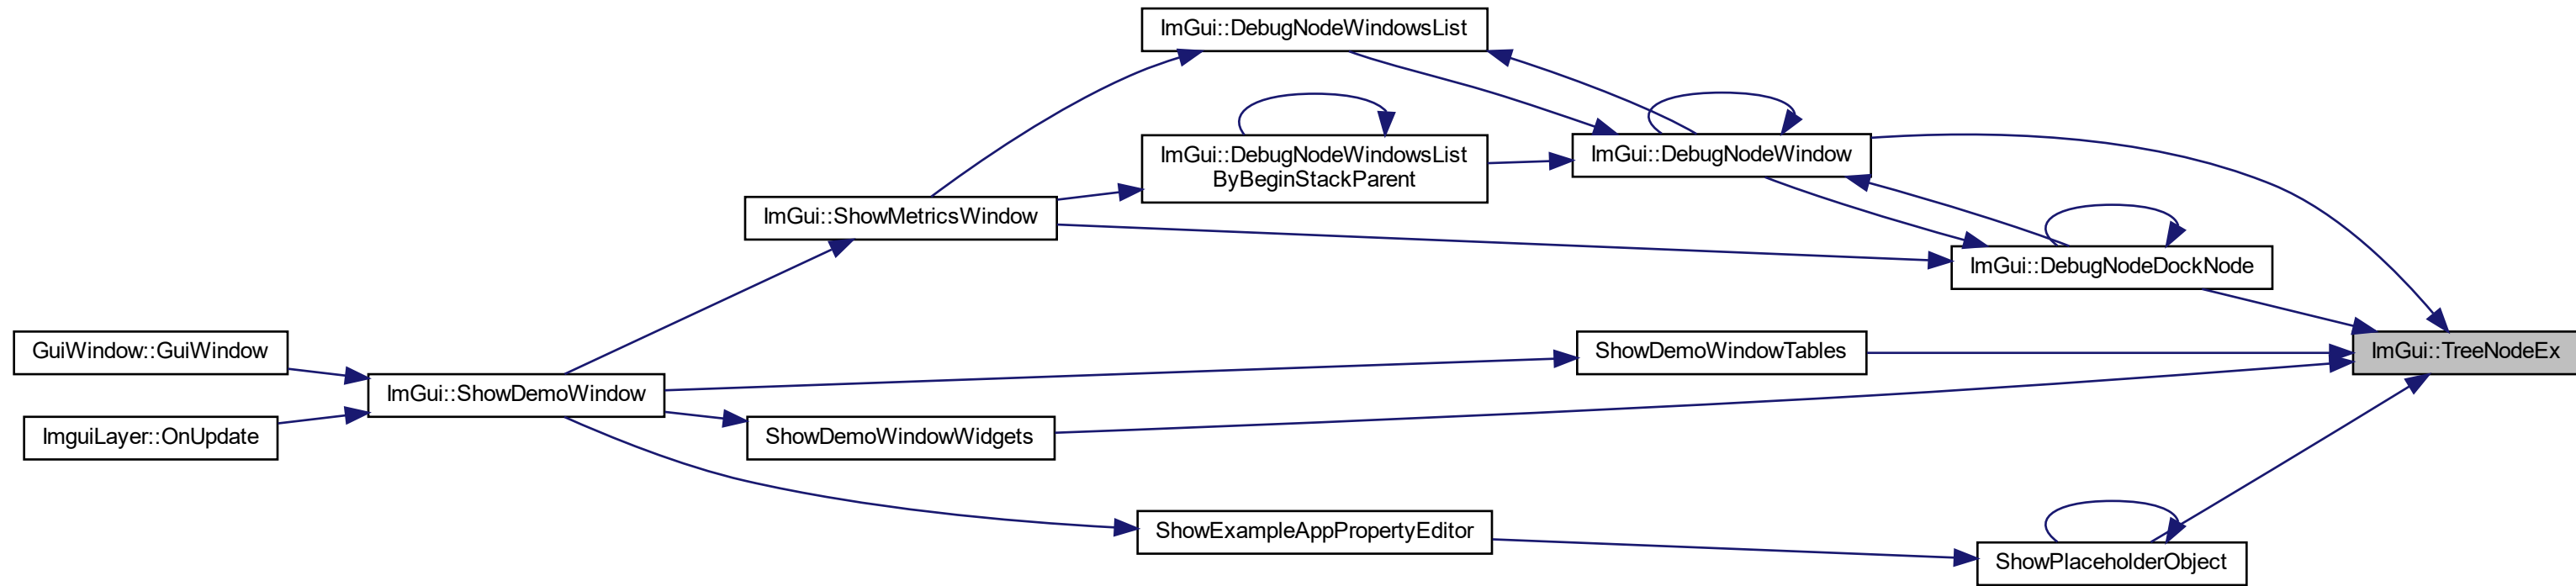 ImGui::DebugNodeWindowsList
ImGui::DebugNodeWindowsList
ByBeginStackParent
ImGui::DebugNodeWindow
ImGui::ShowMetricsWindow
ImGui::DebugNodeDockNode
GuiWindow::GuiWindow
ShowDemoWindowTables
ImGui::TreeNodeEx
ImGui::ShowDemoWindow
ImguiLayer::OnUpdate
ShowDemoWindowWidgets
ShowExampleAppPropertyEditor
ShowPlaceholderObject